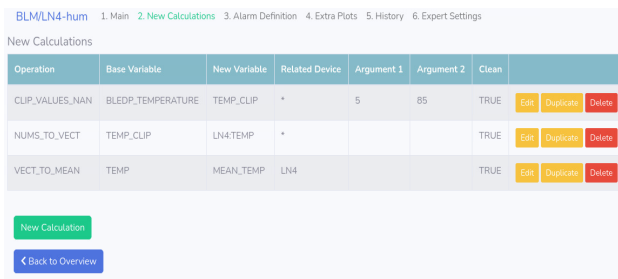 BLM/LN4-hum 1. Main 2. New Calculations 3. Alarm Definition 4. Extra Plots 5. History 6. Expert Settings
New Calculations
Operation Base Variable New Variable Related Device Argument 1 Argument 2 Clean
CLIP_VALUES_NAN BLEDP_TEMPERATURE TEMP_CLIP * 5 85 TRUE Edit Duplicate Delete
NUMS_TO_VECT TEMP_CLIP LN4:TEMP * TRUE Edit Duplicate Delete
VECT_TO_MEAN TEMP MEAN_TEMP LN4 TRUE Edit Duplicate Delete
New Calculation
Back to Overview